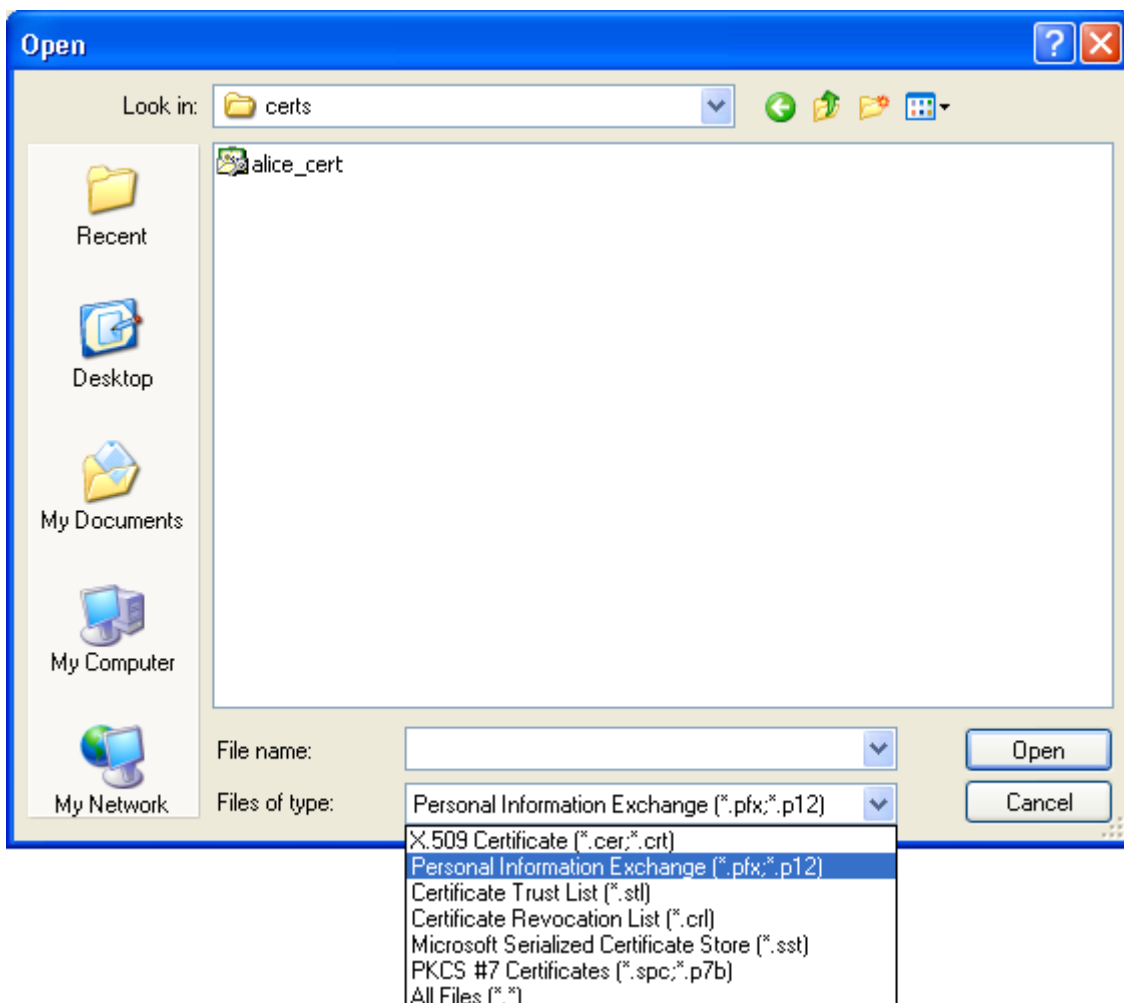 Open
Look in: certs
alice_cert
Recent
Desktop
My Documents
My Computer
My Network
File name:
Open
Files of type: Personal Information Exchange (*.pfx;*.p12)
Cancel
X.509 Certificate (*.cer;*.crt)
Personal Information Exchange (*.pfx;*.p12)
Certificate Trust List (*.stl)
Certificate Revocation List (*.crl)
Microsoft Serialized Certificate Store (*.sst)
PKCS #7 Certificates (*.spc;*.p7b)
All Files (*.*)